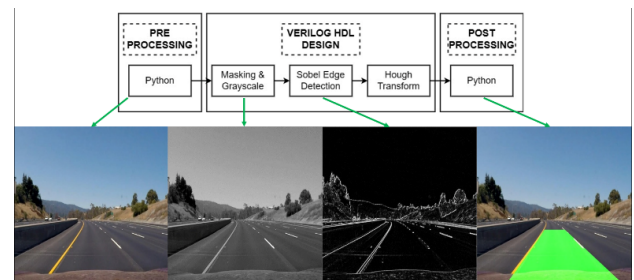 PRE
PROCESSING
Python
VERILOG HDL
DESIGN
Masking &
Grayscale
Sobel Edge
Detection
Hough
Transform
POST
PROCESSING
Python